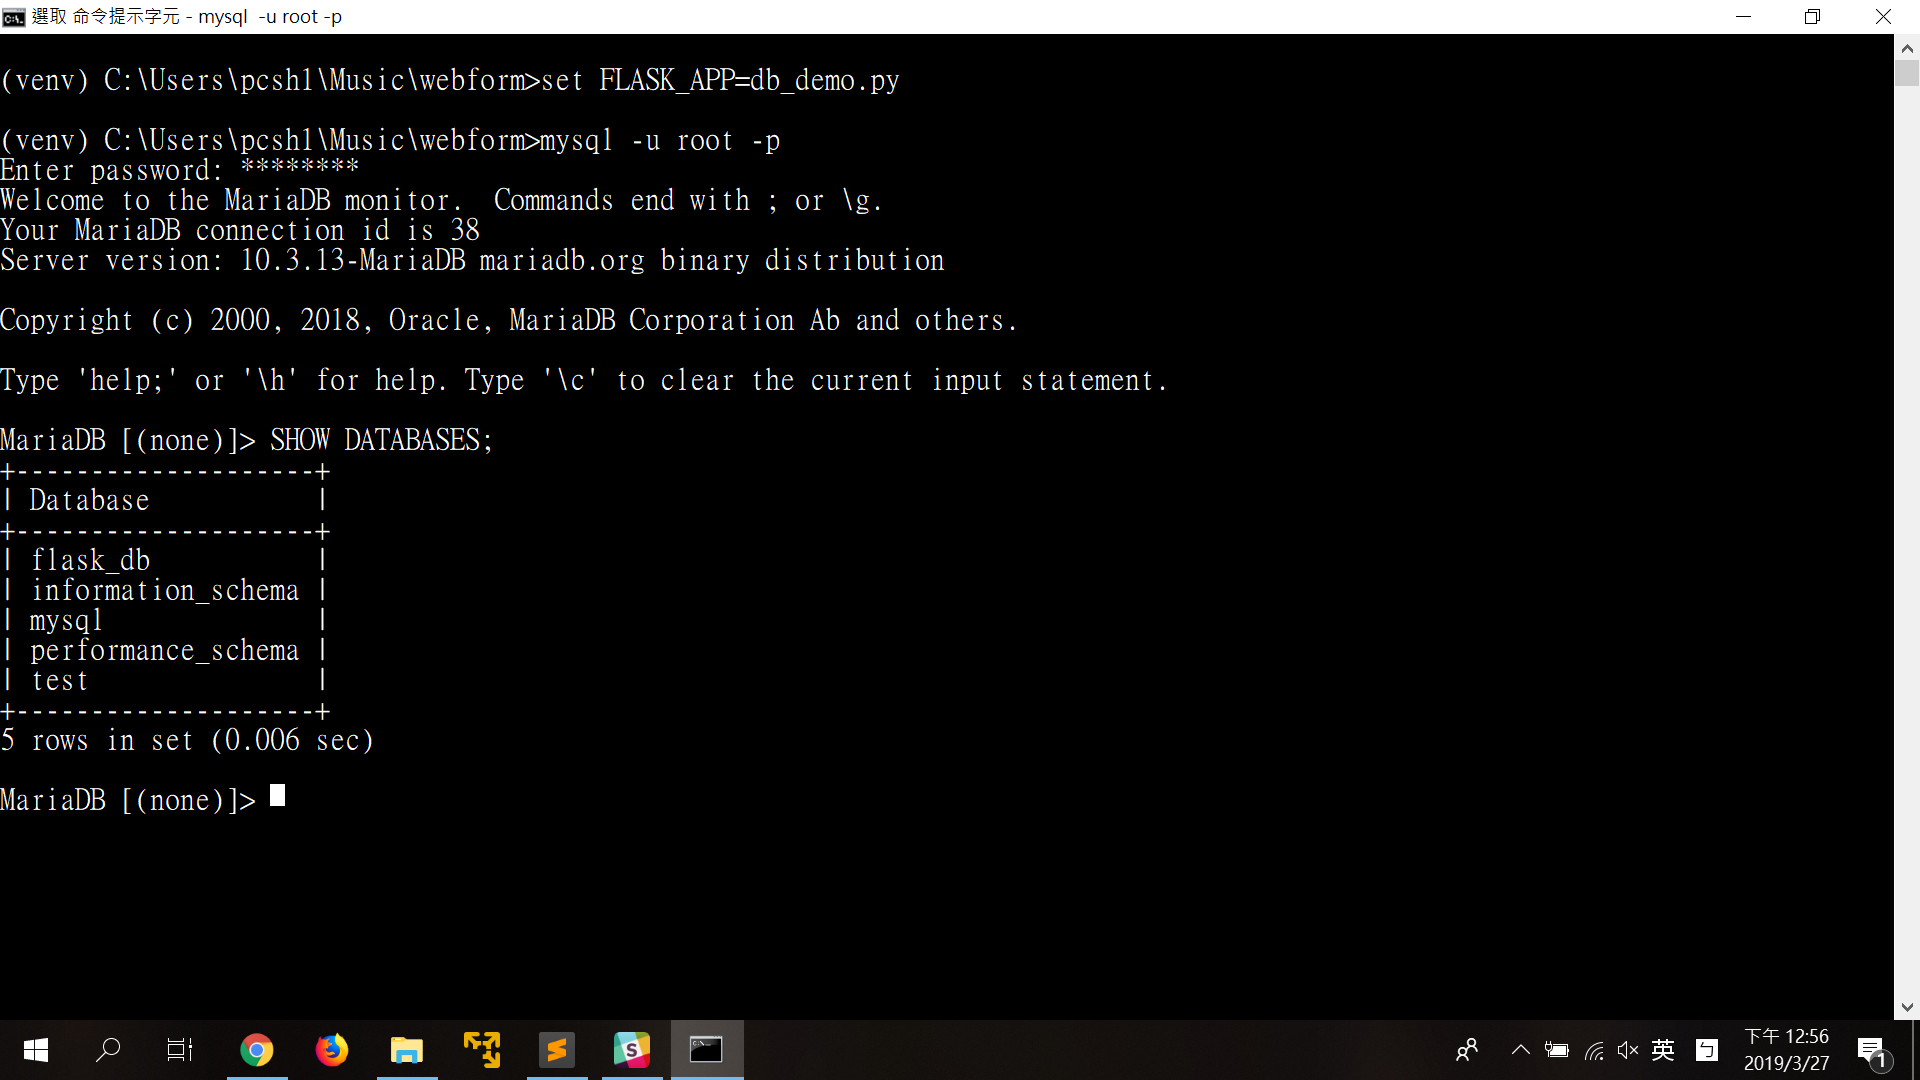 選取 命令提示字元 - mysql  -u root -p
(venv) C:\Users\pcsh1\Music\webform>set FLASK_APP=db_demo.py
(venv) C:\Users\pcsh1\Music\webform>mysql -u root -p
Enter password: ********
Welcome to the MariaDB monitor.  Commands end with ; or \g.
Your MariaDB connection id is 38
Server version: 10.3.13-MariaDB mariadb.org binary distribution
Copyright (c) 2000, 2018, Oracle, MariaDB Corporation Ab and others.
Type 'help;' or '\h' for help. Type '\c' to clear the current input statement.
MariaDB [(none)]> SHOW DATABASES;
+--------------------+
| Database           |
+--------------------+
| flask_db           |
| information_schema |
| mysql              |
| performance_schema |
| test               |
+--------------------+
5 rows in set (0.006 sec)
MariaDB [(none)]>
英 ㄅ 下午 12:56
2019/3/27
1